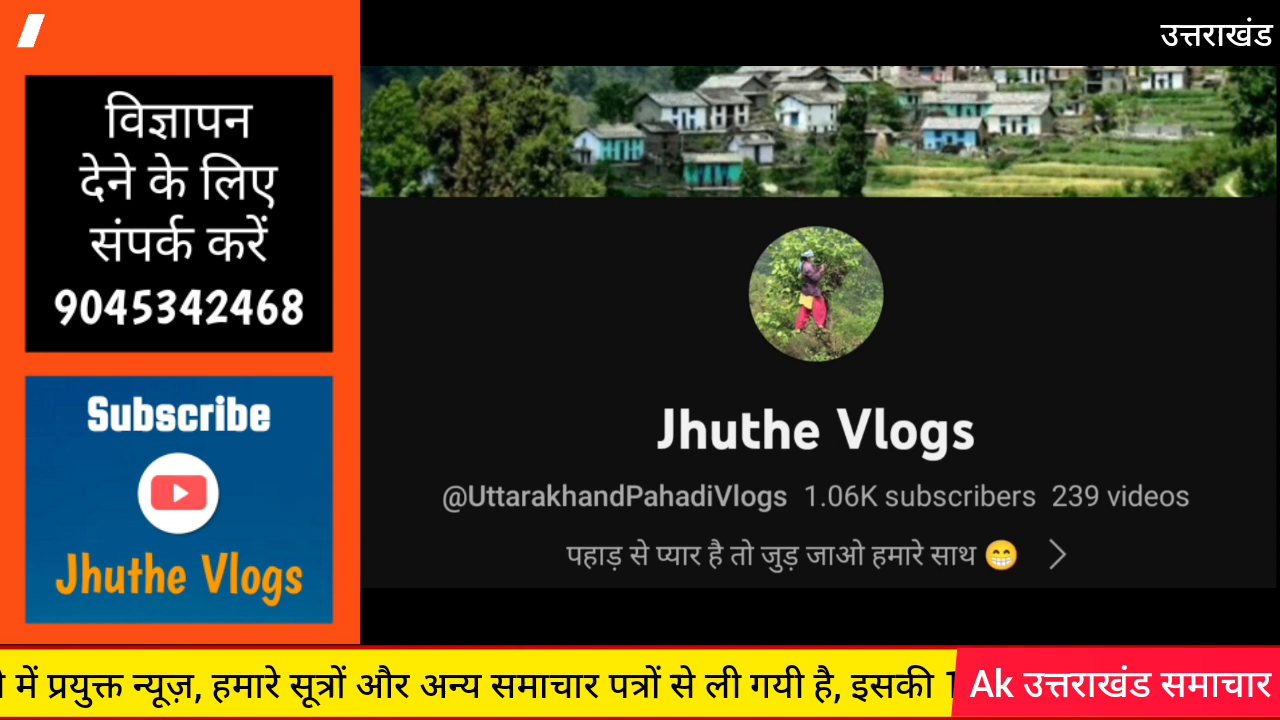 उत्तराखंड
विज्ञापन
देने के लिए
संपर्क करें
9045342468
Subscribe
Jhuthe Vlogs
Jhuthe Vlogs
@UttarakhandPahadiVlogs 1.06K subscribers 239 videos
पहाड़ से प्यार है तो जुड़ जाओ हमारे साथ 😁
में प्रयुक्त न्यूज़, हमारे सूत्रों और अन्य समाचार पत्रों से ली गयी है, इसकी
Ak उत्तराखंड समाचार